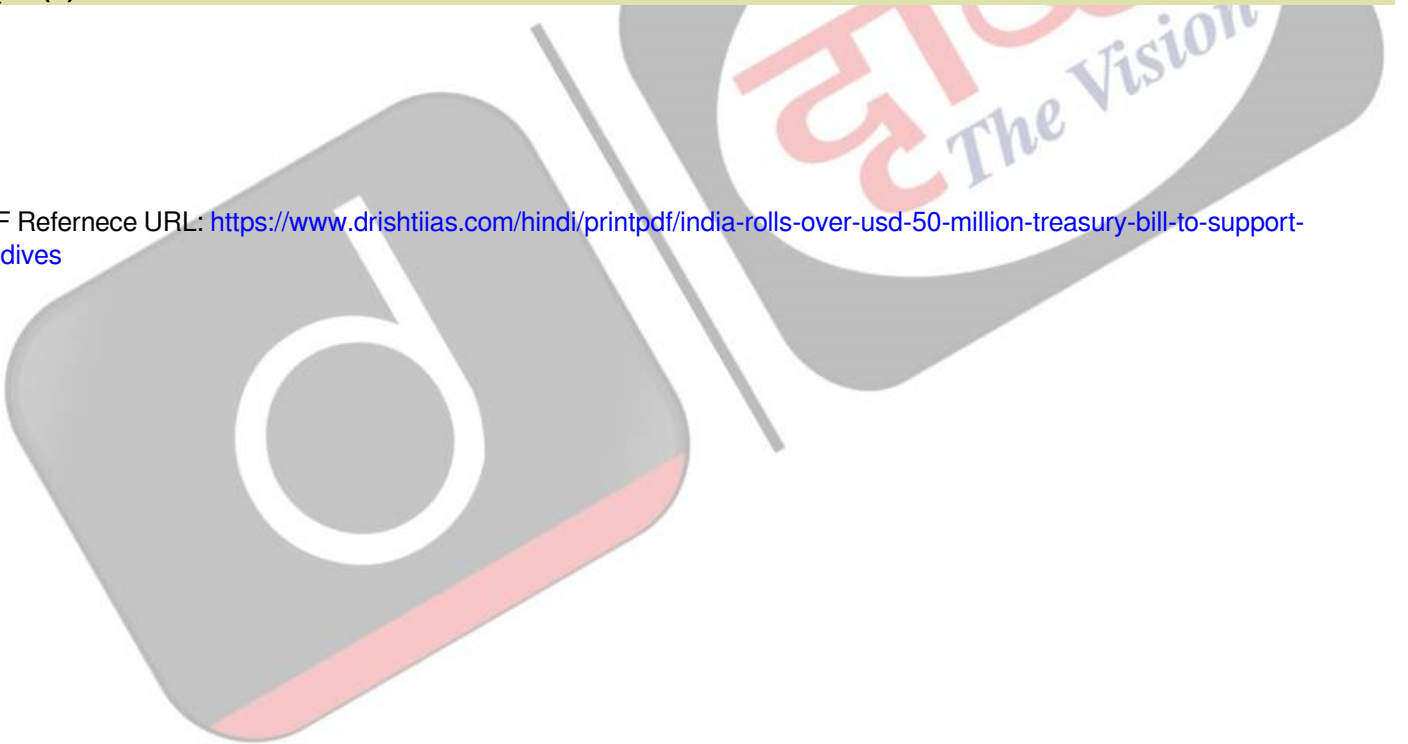 The Vision
F Refernece URL: https://www.drishtiias.com/hindi/printpdf/india-rolls-over-usd-50-million-treasury-bill-to-support-
dives